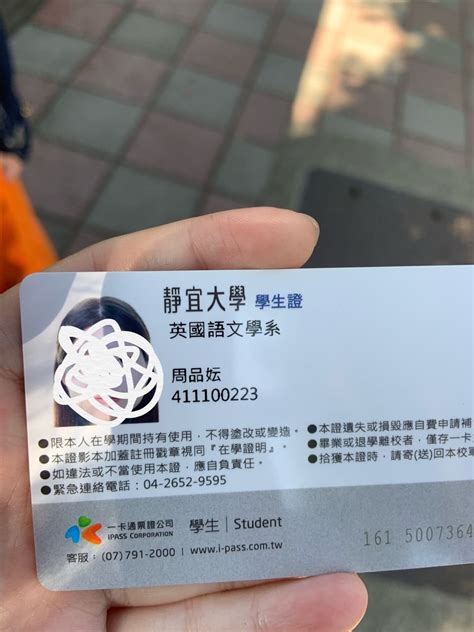 靜宜大學 學生證
英國語文學系
周品妘
411100223
●限本人在學期間持有使用，不得塗改或變造。
●本證影本加蓋註冊戳章視同『在學證明』。
●如違法或不當使用本證，應自負責任。
●緊急連絡電話：04-2652-9595
●本證遺失或損毀應自費申請補
●畢業或退學離校者，僅存一卡
●拾獲本證時，請寄(送)回本校軍
一卡通票證公司
IPASS CORPORATION
學生 | Student
客服：(07)791-2000 | www.i-pass.com.tw
161 5007364